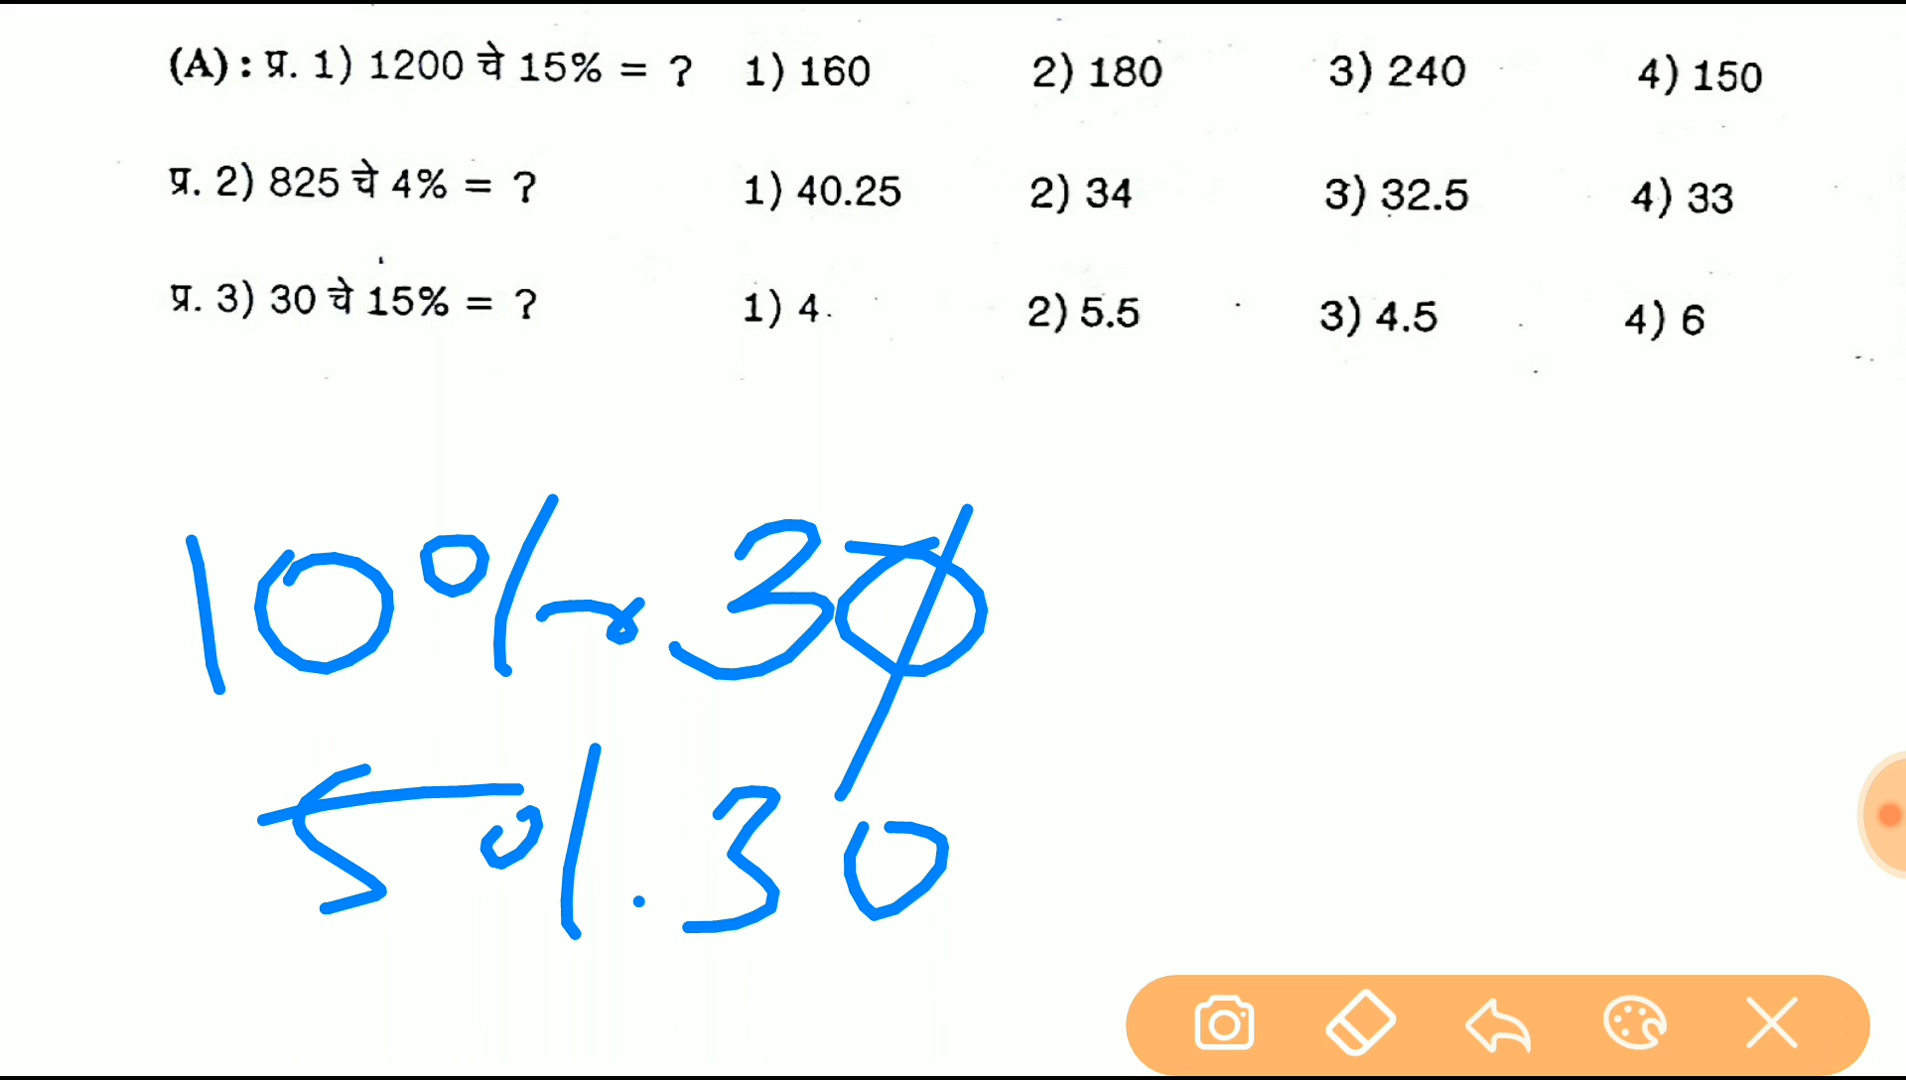 (A) : प्र. 1) 1200 चे 15% = ? 1) 160 2) 180 3) 240 4) 150
प्र. 2) 825 चे 4% = ? 1) 40.25 2) 34 3) 32.5 4) 33
प्र. 3) 30 चे 15% = ? 1) 4 2) 5.5 3) 4.5 4) 6
10% 30
5% 30